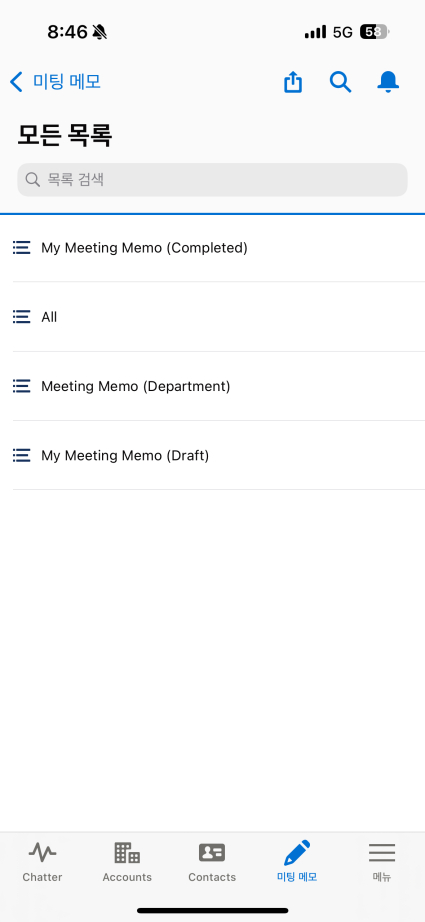 8:46
5G
58
미팅 메모
모든 목록
목록 검색
My Meeting Memo (Completed)
All
Meeting Memo (Department)
My Meeting Memo (Draft)
Chatter
Accounts
Contacts
미팅 메모
메뉴